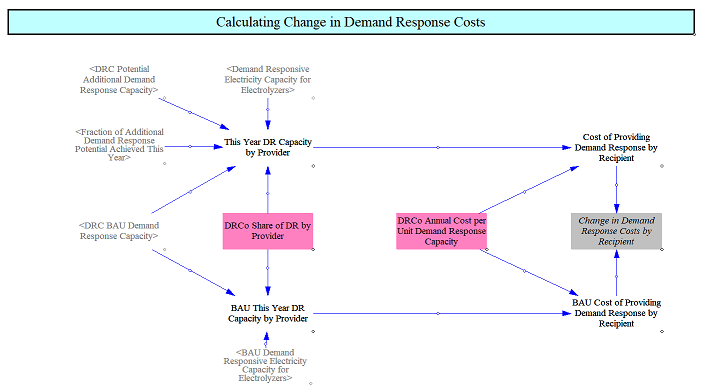 Calculating Change in Demand Response Costs
<DRC Potential
Additional Demand
Response Capacity>
<Demand Responsive
Electricity Capacity for
Electrolyzers>
<Fraction of Additional
Demand Response
Potential Achieved This
Year>
This Year DR Capacity
by Provider
Cost of Providing
Demand Response by
Recipient
<DRC BAU Demand
Response Capacity>
DRCo Share of DR by
Provider
DRCo Annual Cost per
Unit Demand Response
Capacity
Change in Demand
Response Costs by
Recipient
BAU This Year DR
Capacity by Provider
BAU Cost of Providing
Demand Response by
Recipient
<BAU Demand
Responsive Electricity
Capacity for
Electrolyzers>